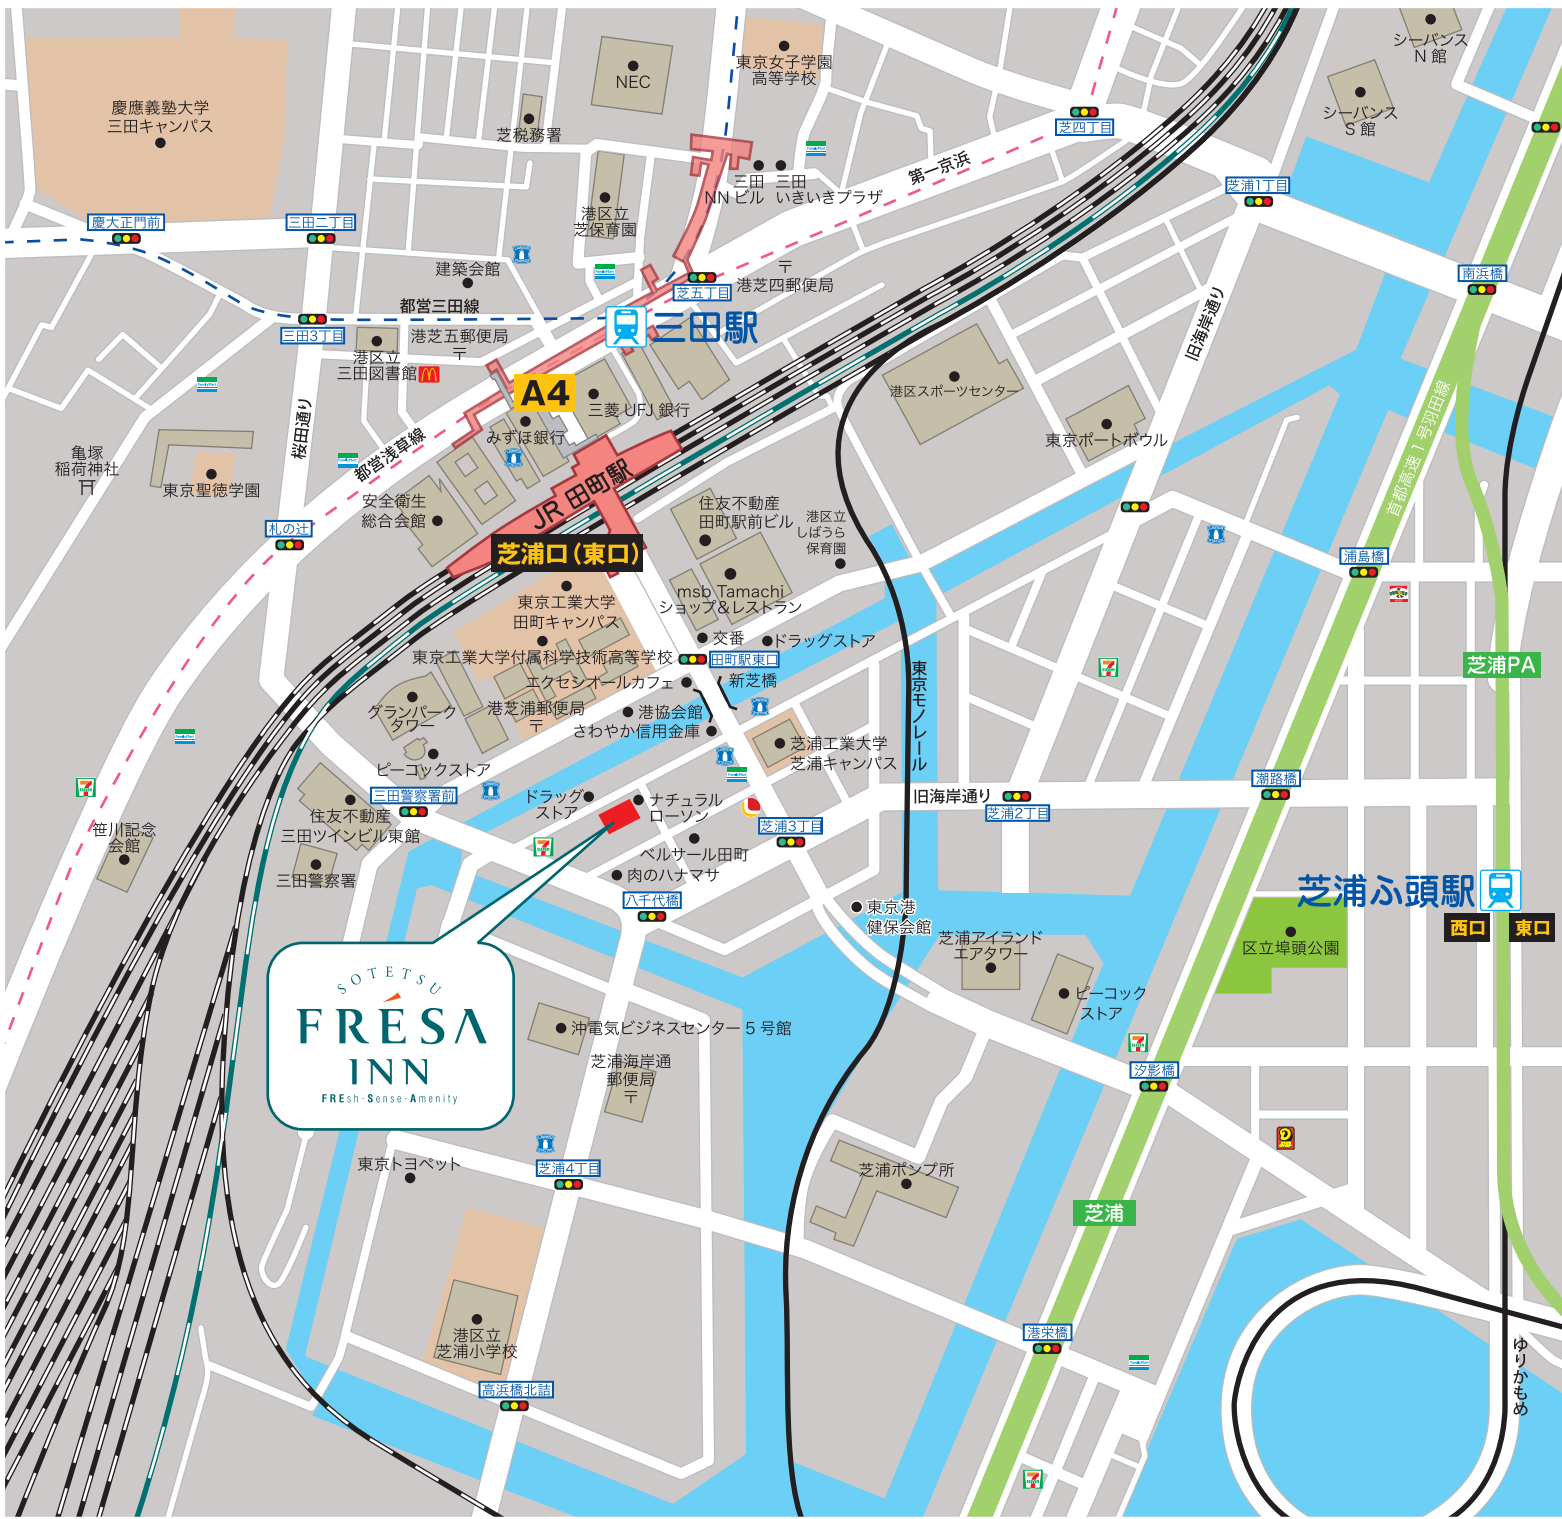 シーバンス
N館
東京女子学園
高等学校
NEC
慶應義塾大学
三田キャンパス
芝税務署
シーバンス
S館
芝四丁目
第一京浜
三田
NNビル
三田
いきいきプラザ
芝浦1丁目
港区立
芝保育園
慶大正門前
三田二丁目
建築会館
港芝四郵便局
〒
南浜橋
芝五丁目
都営三田線
三田駅
三田3丁目
港芝五郵便局
〒
港区立
三田図書館
旧海岸通り
A4
三菱UFJ銀行
みずほ銀行
港区スポーツセンター
東京ポートボウル
首都高速1号羽田線
桜田通り
都営浅草線
亀塚
稲荷神社
東京聖徳学園
JR 田町駅
安全衛生
総合会館
住友不動産
田町駅前ビル
港区立
しばうら
保育園
札の辻
芝浦口(東口)
浦島橋
東京工業大学
田町キャンパス
msb Tamachi
ショップ&レストラン
交番
ドラッグストア
東京工業大学付属科学技術高等学校
田町駅東口
東京モノレール
芝浦PA
エクセシオールカフェ
新芝橋
グランパーク
タワー
港芝浦郵便局
〒
港協会館
さわやか信用金庫
芝浦工業大学
芝浦キャンパス
ピーコックストア
三田警察署前
潮路橋
旧海岸通り
芝浦2丁目
ドラッグ
ストア
ナチュラル
ローソン
住友不動産
三田ツインビル東館
芝浦3丁目
笹川記念
会館
ベルサール田町
三田警察署
肉のハナマサ
八千代橋
芝浦ふ頭駅
西口
東口
東京港
健保会館
芝浦アイランド
エアタワー
区立埠頭公園
SOTETSU
FRESA
INN
FREsh・Sense・Amenity
ピーコック
ストア
沖電気ビジネスセンター5号館
芝浦海岸通
郵便局
〒
汐影橋
東京トヨペット
芝浦4丁目
芝浦ポンプ所
芝浦
港区立
芝浦小学校
港栄橋
ゆりかもめ
高浜橋北詰